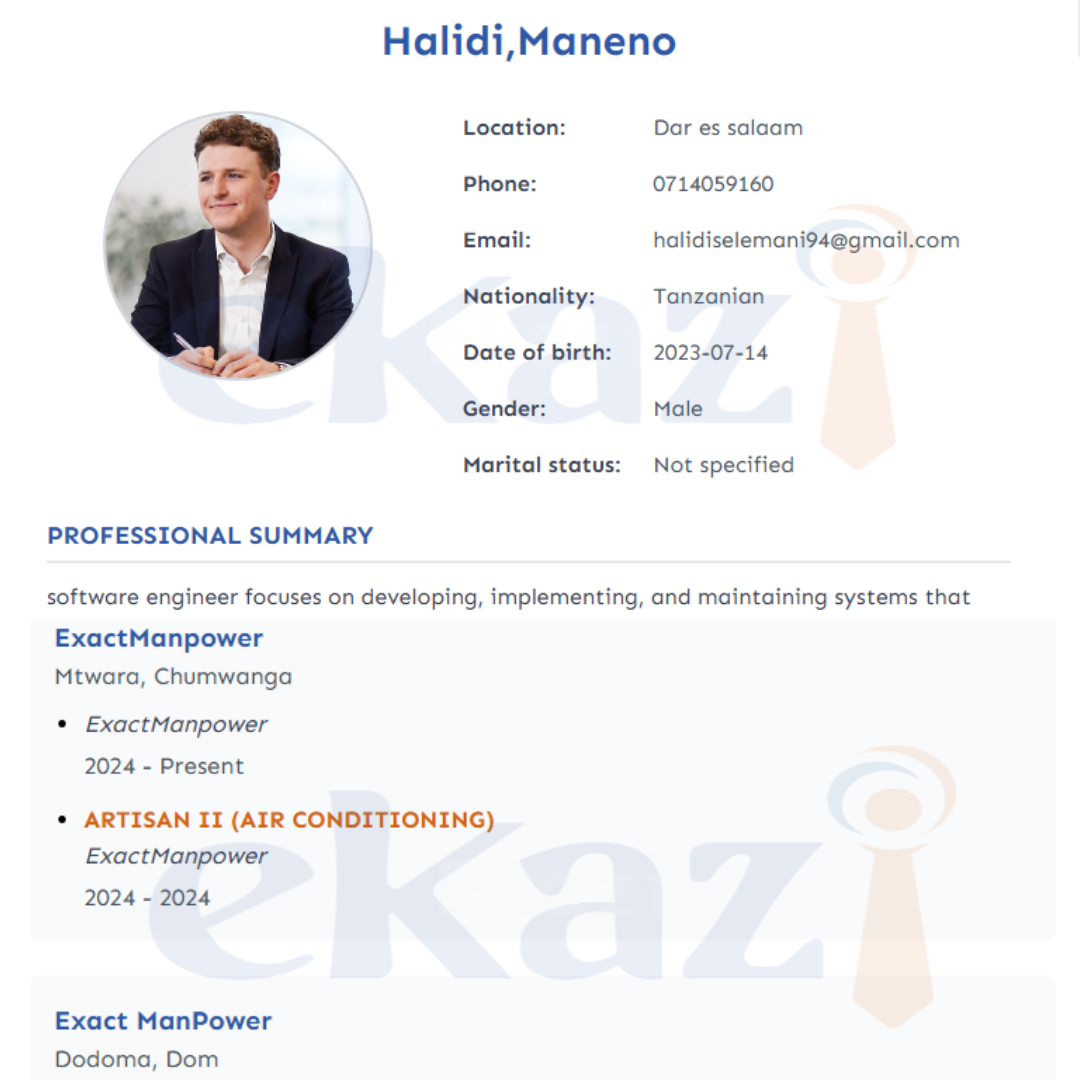 Halidi,Maneno
Location: Dar es salaam
Phone: 0714059160
Email: halidiselemani94@gmail.com
Nationality: Tanzanian
Date of birth: 2023-07-14
Gender: Male
Marital status: Not specified
PROFESSIONAL SUMMARY
software engineer focuses on developing, implementing, and maintaining systems that
ExactManpower
Mtwara, Chumwanga
• ExactManpower
2024 - Present
• ARTISAN II (AIR CONDITIONING)
ExactManpower
2024 - 2024
Exact ManPower
Dodoma, Dom
ekazi
ekazi